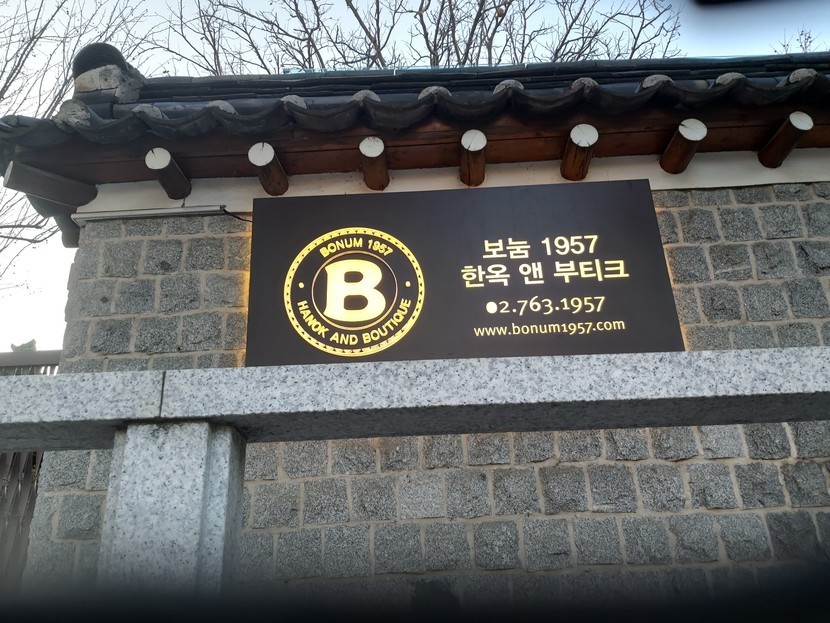 BONUM 1957
B
HANOK AND BOUTIQUE
보눔 1957
한옥 앤 부티크
02.763.1957
www.bonum1957.com